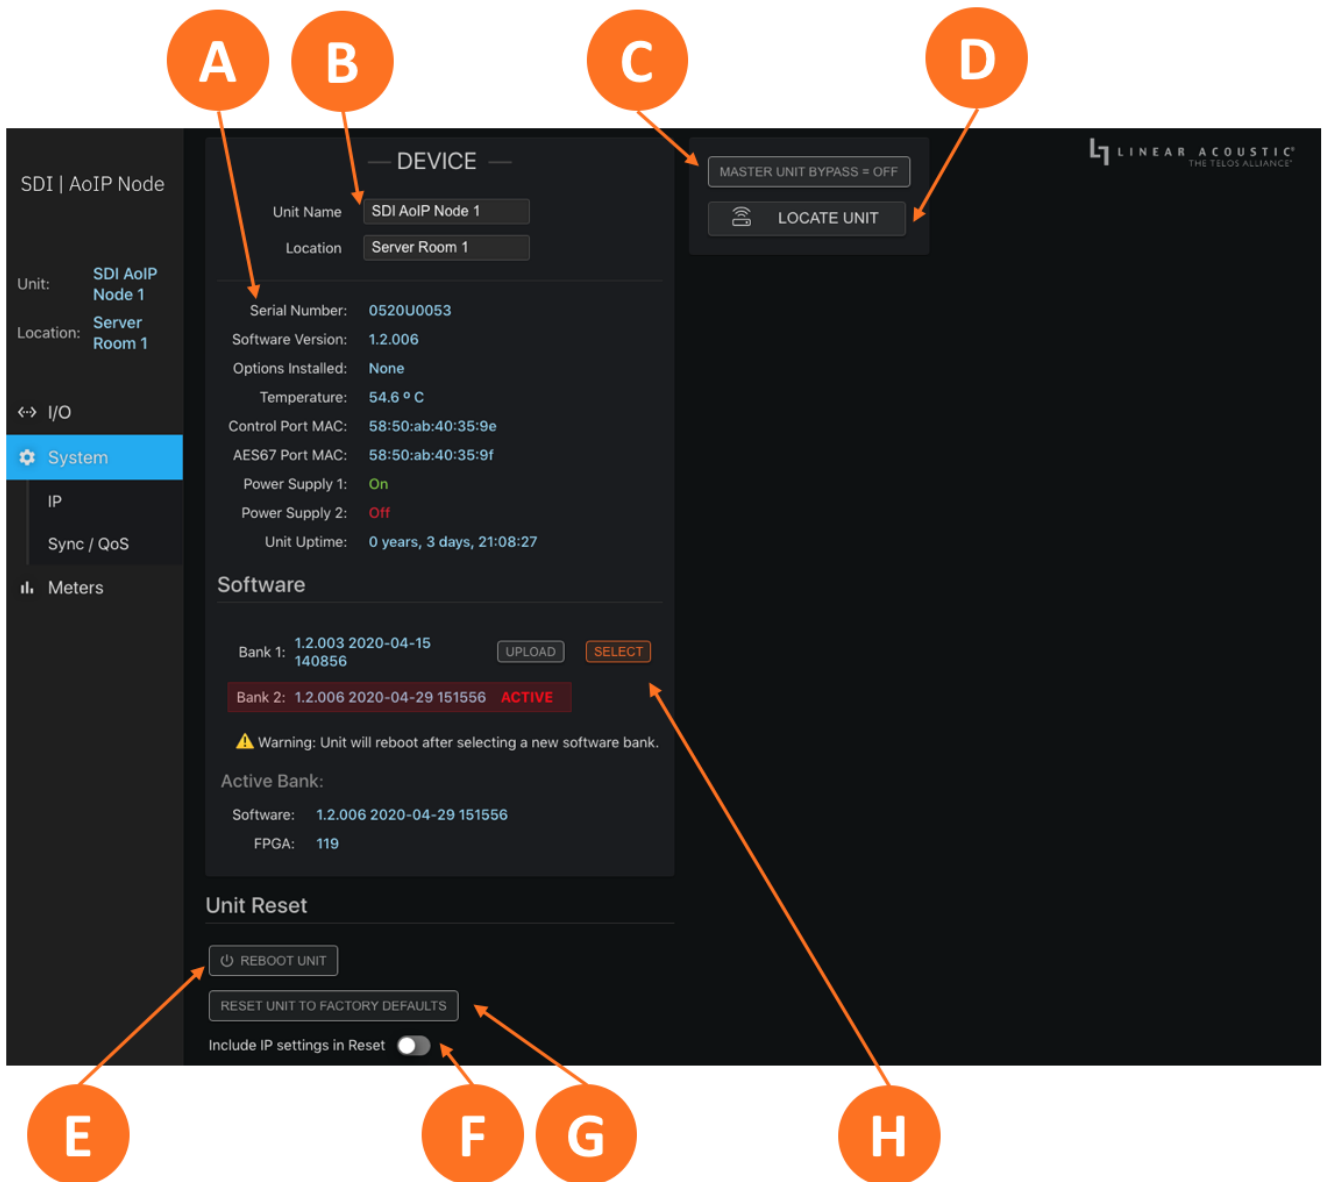 A
B
C
D
SDI | AoIP Node
Unit: SDI AoIP
Node 1
Location: Server
Room 1
I/O
System
IP
Sync / QoS
Meters
DEVICE
Unit Name SDI AoIP Node 1
Location Server Room 1
Serial Number: 0520U0053
Software Version: 1.2.006
Options Installed: None
Temperature: 54.6 º C
Control Port MAC: 58:50:ab:40:35:9e
AES67 Port MAC: 58:50:ab:40:35:9f
Power Supply 1: On
Power Supply 2: Off
Unit Uptime: 0 years, 3 days, 21:08:27
Software
Bank 1: 1.2.003 2020-04-15
140856
UPLOAD SELECT
Bank 2: 1.2.006 2020-04-29 151556 ACTIVE
Warning: Unit will reboot after selecting a new software bank.
Active Bank:
Software: 1.2.006 2020-04-29 151556
FPGA: 119
Unit Reset
REBOOT UNIT
RESET UNIT TO FACTORY DEFAULTS
Include IP settings in Reset
MASTER UNIT BYPASS = OFF
LOCATE UNIT
LINEAR ACOUSTIC®
THE TELOS ALLIANCE®
E
F
G
H